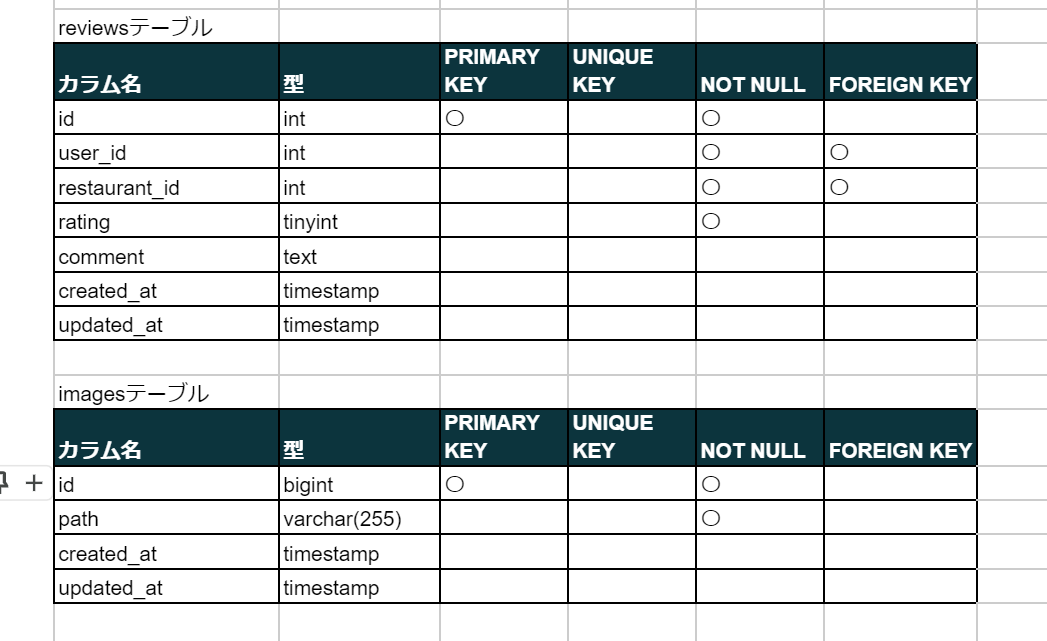 reviewsテーブル
カラム名 型 PRIMARY KEY UNIQUE KEY NOT NULL FOREIGN KEY
id int 〇 〇
user_id int 〇 〇
restaurant_id int 〇 〇
rating tinyint 〇
comment text
created_at timestamp
updated_at timestamp
imagesテーブル
カラム名 型 PRIMARY KEY UNIQUE KEY NOT NULL FOREIGN KEY
id bigint 〇 〇
path varchar(255) 〇
created_at timestamp
updated_at timestamp